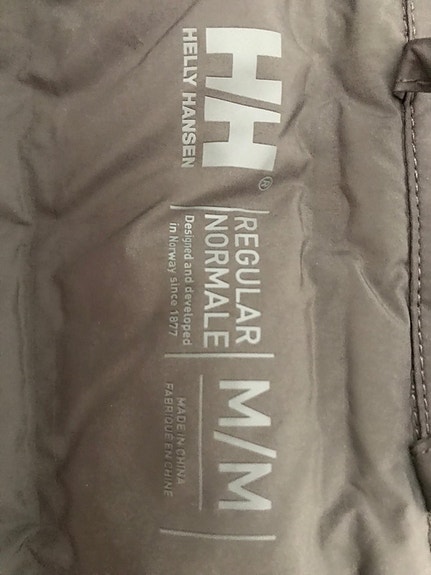 HH
HELLY HANSEN
®
REGULAR
NORMALE
Designed and developed
in Norway since 1877
M/M
MADE IN CHINA
FABRIQUÉ EN CHINE